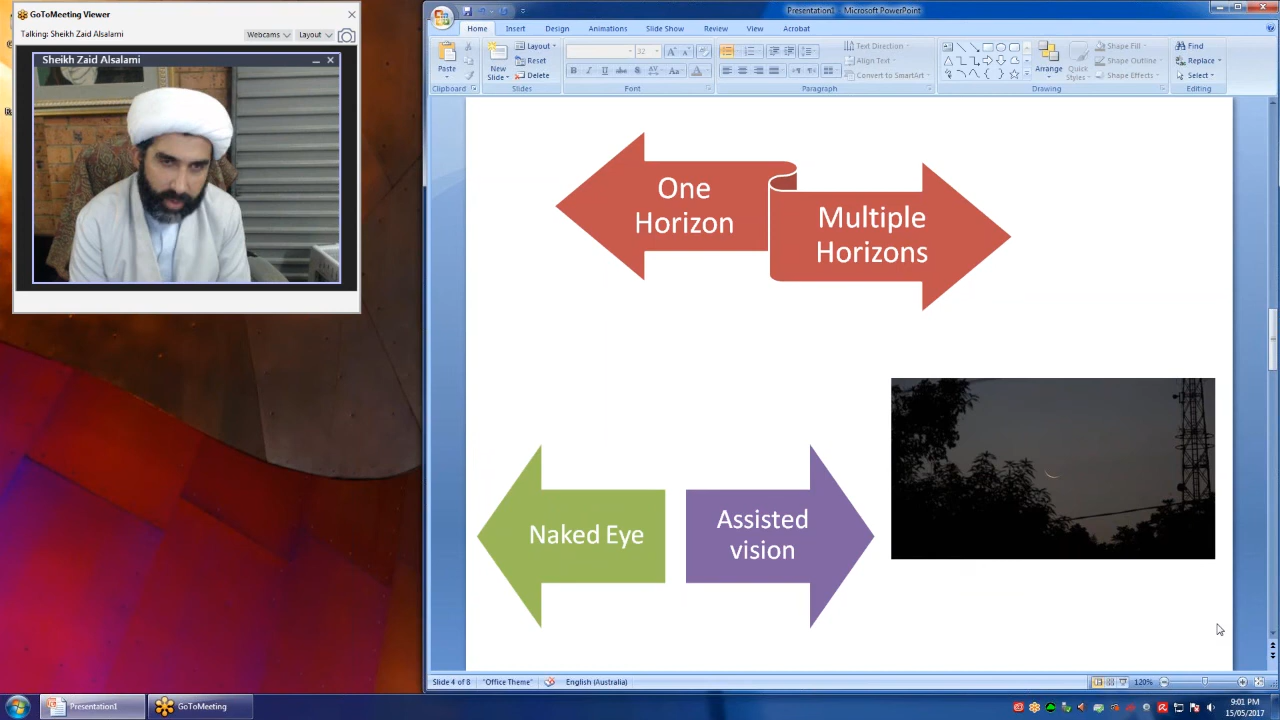 GoToMeeting Viewer
Talking: Sheikh Zaid Alsalami
Webcams
Layout
Sheikh Zaid Alsalami
Presentation1 - Microsoft PowerPoint
Home
Insert
Design
Animations
Slide Show
Review
View
Acrobat
Paste
Clipboard
New
Slide
Layout
Reset
Delete
Slides
32
Font
Text Direction
Align Text
Convert to SmartArt
Paragraph
Arrange
Quick
Styles
Shape Fill
Shape Outline
Shape Effects
Drawing
Find
Replace
Select
Editing
One
Horizon
Multiple
Horizons
Naked Eye
Assisted
vision
Slide 4 of 8
"Office Theme"
English (Australia)
120%
Presentation1
GoToMeeting
9:01 PM
15/05/2017